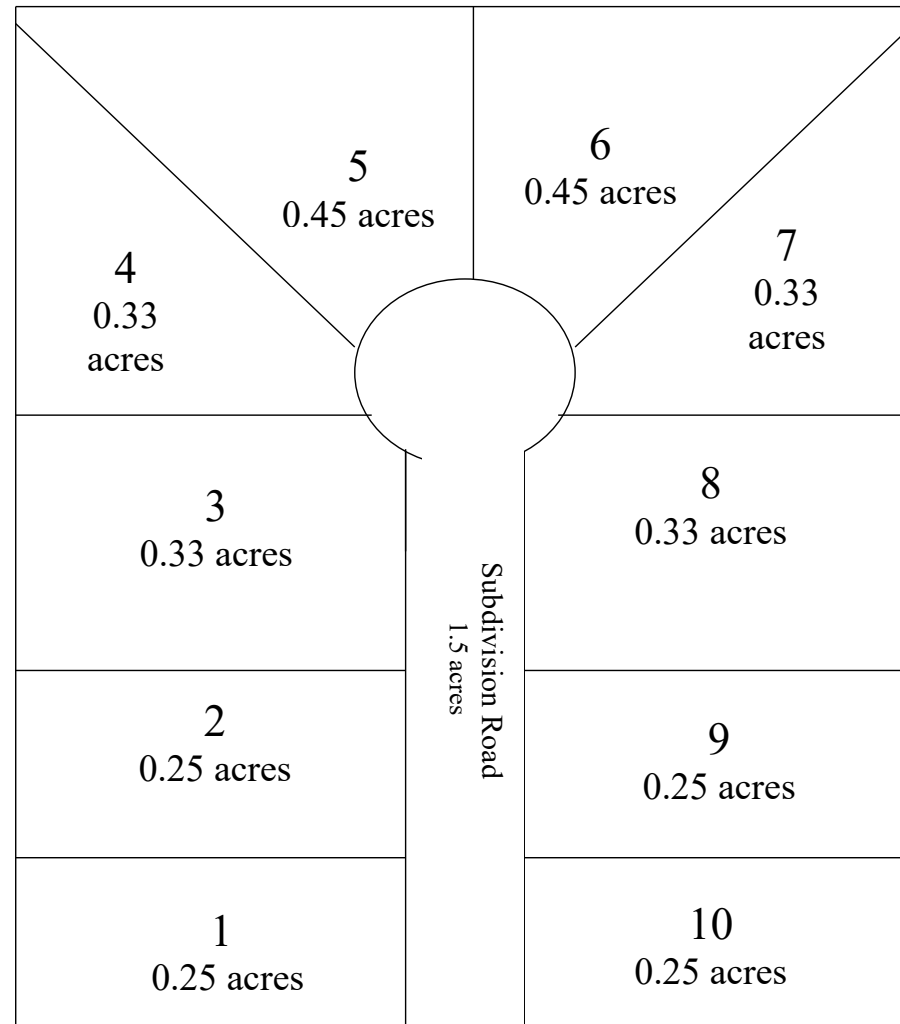 5
0.45 acres
6
0.45 acres
4
0.33
acres
7
0.33
acres
3
0.33 acres
8
0.33 acres
Subdivision Road
1.5 acres
2
0.25 acres
9
0.25 acres
1
0.25 acres
10
0.25 acres